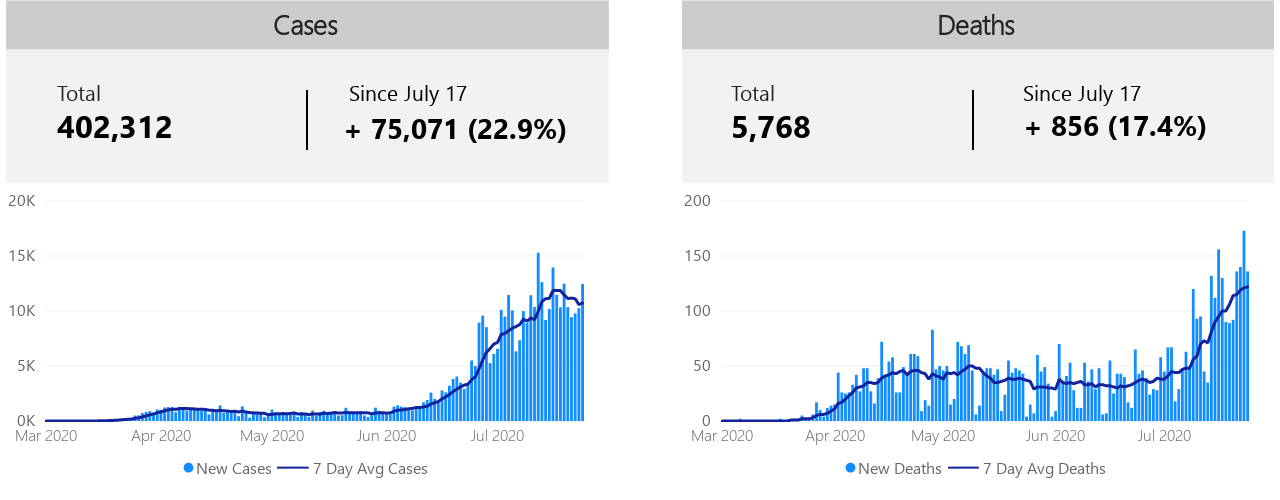 Cases
Total
Since July 17
402,312
+ 75,071 (22.9%)
20K
15K
10K
5K
0K
Mar 2020 Apr 2020 May 2020 Jun 2020 Jul 2020
New Cases 7 Day Avg Cases
Deaths
Total
Since July 17
5,768
+ 856 (17.4%)
200
150
100
50
0
Mar 2020 Apr 2020 May 2020 Jun 2020 Jul 2020
New Deaths 7 Day Avg Deaths